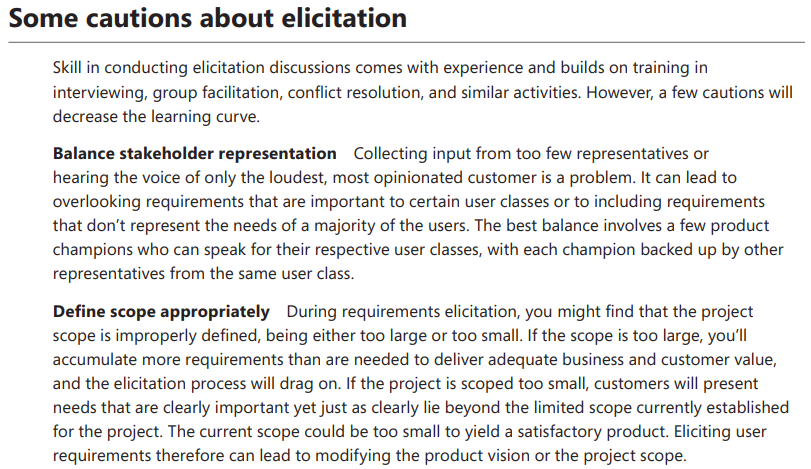 Some cautions about elicitation
Skill in conducting elicitation discussions comes with experience and builds on training in
interviewing, group facilitation, conflict resolution, and similar activities. However, a few cautions will
decrease the learning curve.
Balance stakeholder representation Collecting input from too few representatives or
hearing the voice of only the loudest, most opinionated customer is a problem. It can lead to
overlooking requirements that are important to certain user classes or to including requirements
that don’t represent the needs of a majority of the users. The best balance involves a few product
champions who can speak for their respective user classes, with each champion backed up by other
representatives from the same user class.
Define scope appropriately During requirements elicitation, you might find that the project
scope is improperly defined, being either too large or too small. If the scope is too large, you’ll
accumulate more requirements than are needed to deliver adequate business and customer value,
and the elicitation process will drag on. If the project is scoped too small, customers will present
needs that are clearly important yet just as clearly lie beyond the limited scope currently established
for the project. The current scope could be too small to yield a satisfactory product. Eliciting user
requirements therefore can lead to modifying the product vision or the project scope.